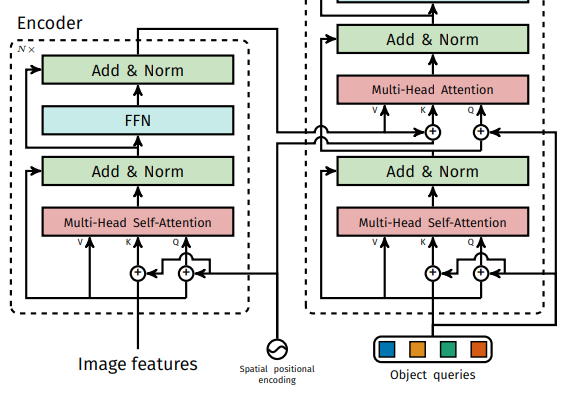 Encoder
N×
Add & Norm
FFN
Add & Norm
Multi-Head Self-Attention
V K Q
+ +
Image features
Spatial positional
encoding
Add & Norm
Multi-Head Attention
V K Q
+ +
Add & Norm
Multi-Head Self-Attention
V K Q
+ +
Object queries